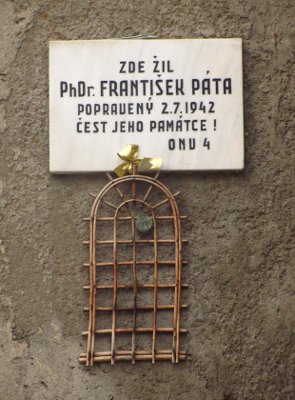 ZDE ŽIL
PhDr. FRANTIŠEK PÁTA
POPRAVENÝ 2.7.1942
ČEST JEHO PAMÁTCE!
ONV 4